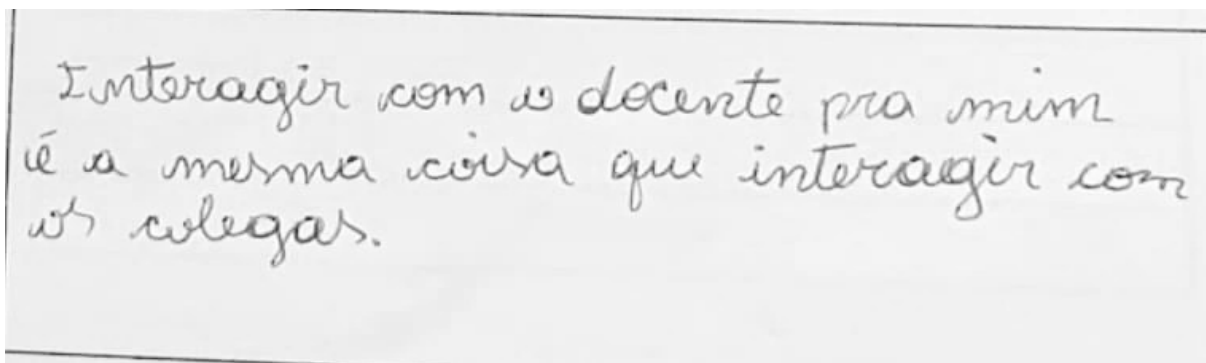 Interagir com o docente pra mim
é a mesma coisa que interagir com
os colegas.